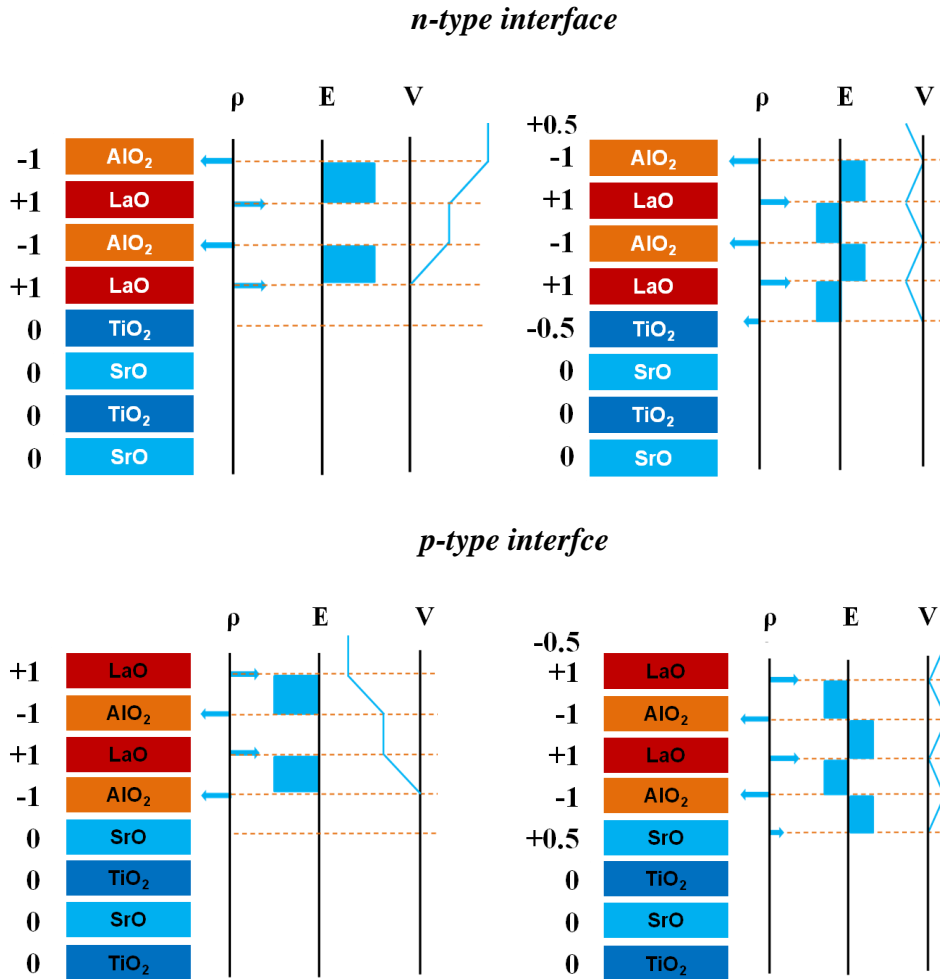 n-type interface
ρ E V
-1 AlO₂
+1 LaO
-1 AlO₂
+1 LaO
0 TiO₂
0 SrO
0 TiO₂
0 SrO
ρ E V
+0.5
-1 AlO₂
+1 LaO
-1 AlO₂
+1 LaO
-0.5 TiO₂
0 SrO
0 TiO₂
0 SrO
p-type interfce
ρ E V
+1 LaO
-1 AlO₂
+1 LaO
-1 AlO₂
0 SrO
0 TiO₂
0 SrO
0 TiO₂
ρ E V
-0.5
+1 LaO
-1 AlO₂
+1 LaO
-1 AlO₂
+0.5 SrO
0 TiO₂
0 SrO
0 TiO₂